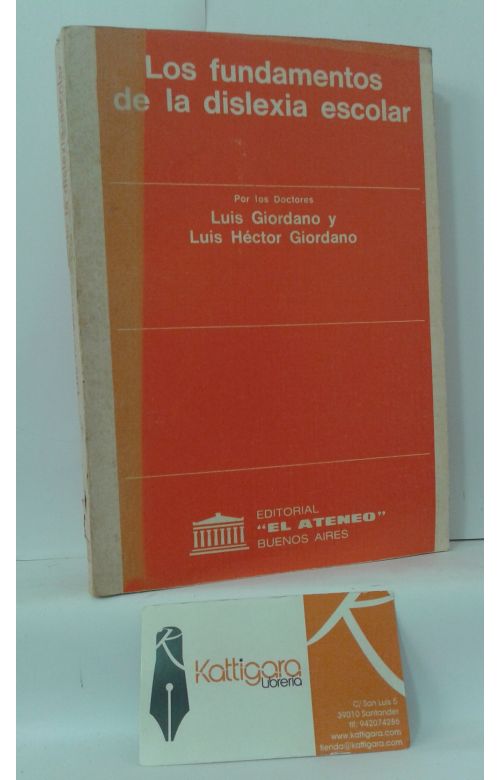 Los fundamentos
de la dislexia escolar
Por los Doctores
Luis Giordano y
Luis Héctor Giordano
EDITORIAL
"EL ATENEO"
BUENOS AIRES
Kattigara
Librería
C/ San Luis 5
39010 Santander
tlf: 942074286
www.kattigara.com
tienda@kattigara.com